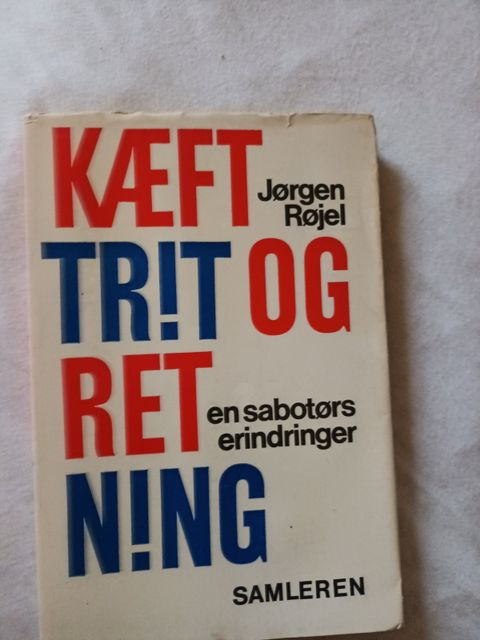 KÆFT
Jørgen
Røjel
TR!T OG
RET
en sabotørs
erindringer
N!NG
SAMLEREN